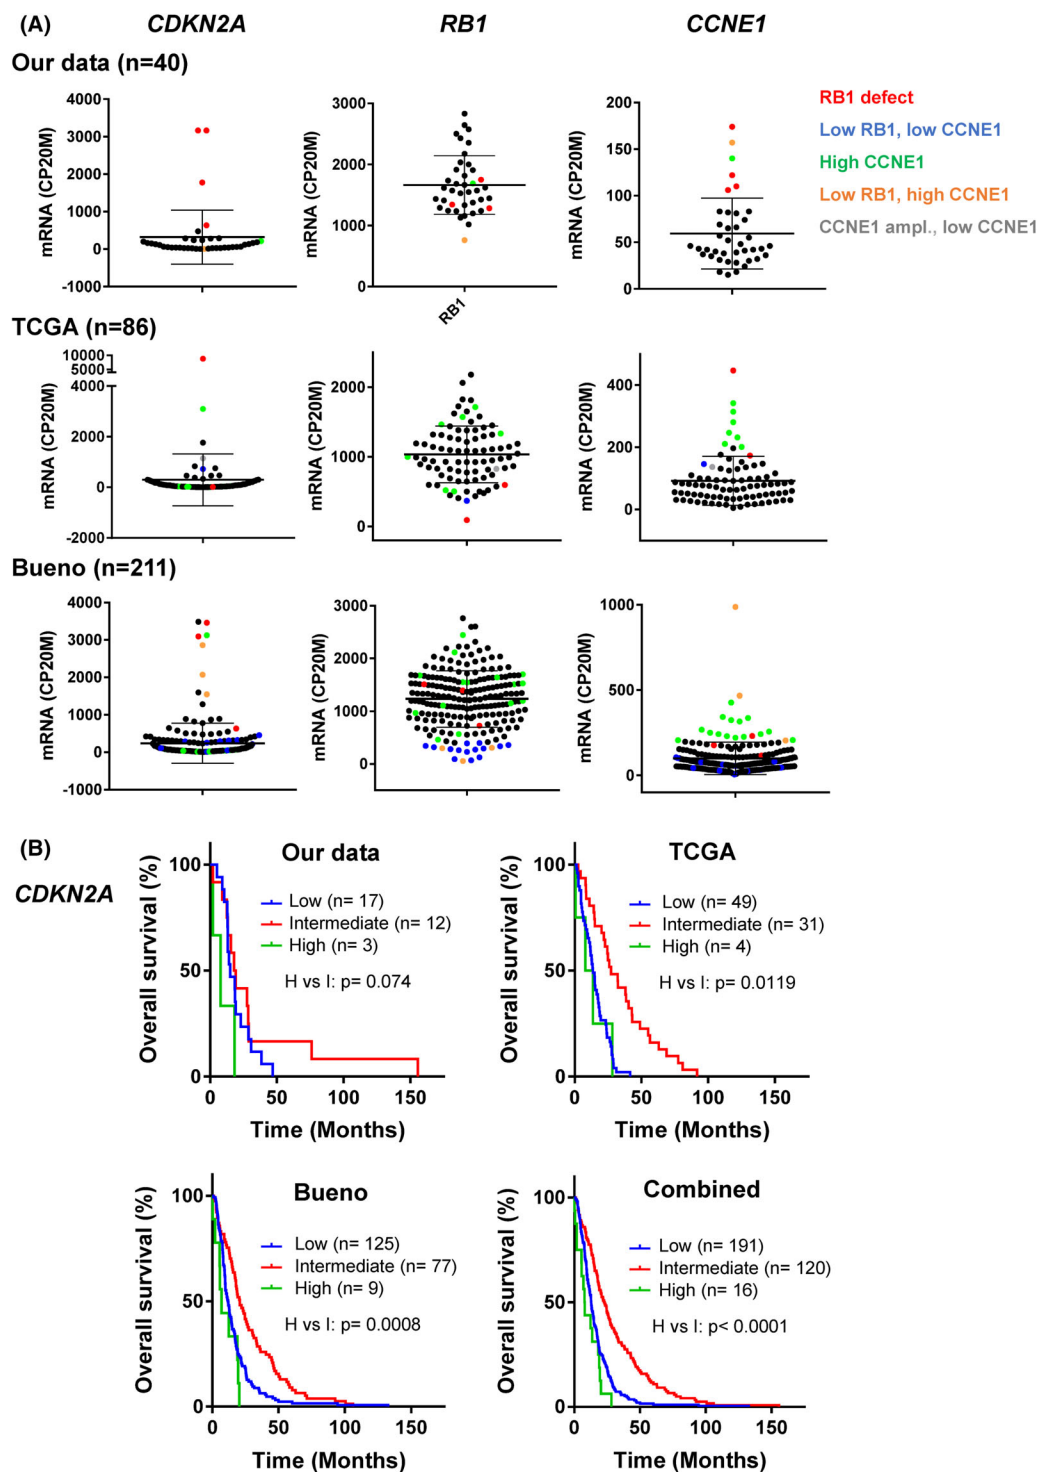 (A)
CDKN2A RB1 CCNE1
Our data (n=40)
mRNA (CP20M)
4000
3000
2000
1000
0
-1000
mRNA (CP20M)
3000
2000
1000
0
RB1
mRNA (CP20M)
200
150
100
50
0
RB1 defect
Low RB1, low CCNE1
High CCNE1
Low RB1, high CCNE1
CCNE1 ampl., low CCNE1
TCGA (n=86)
mRNA (CP20M)
10000
5000
4000
2000
0
-2000
mRNA (CP20M)
2000
1000
0
mRNA (CP20M)
400
200
0
Bueno (n=211)
mRNA (CP20M)
4000
3000
2000
1000
0
-1000
mRNA (CP20M)
3000
2000
1000
0
mRNA (CP20M)
1000
500
0
(B)
CDKN2A
Our data
Overall survival (%)
100
50
0
Low (n= 17)
Intermediate (n= 12)
High (n= 3)
H vs I: p= 0.074
0 50 100 150
Time (Months)
TCGA
Overall survival (%)
100
50
0
Low (n= 49)
Intermediate (n= 31)
High (n= 4)
H vs I: p= 0.0119
0 50 100 150
Time (Months)
Bueno
Overall survival (%)
100
50
0
Low (n= 125)
Intermediate (n= 77)
High (n= 9)
H vs I: p= 0.0008
0 50 100 150
Time (Months)
Combined
Overall survival (%)
100
50
0
Low (n= 191)
Intermediate (n= 120)
High (n= 16)
H vs I: p< 0.0001
0 50 100 150
Time (Months)